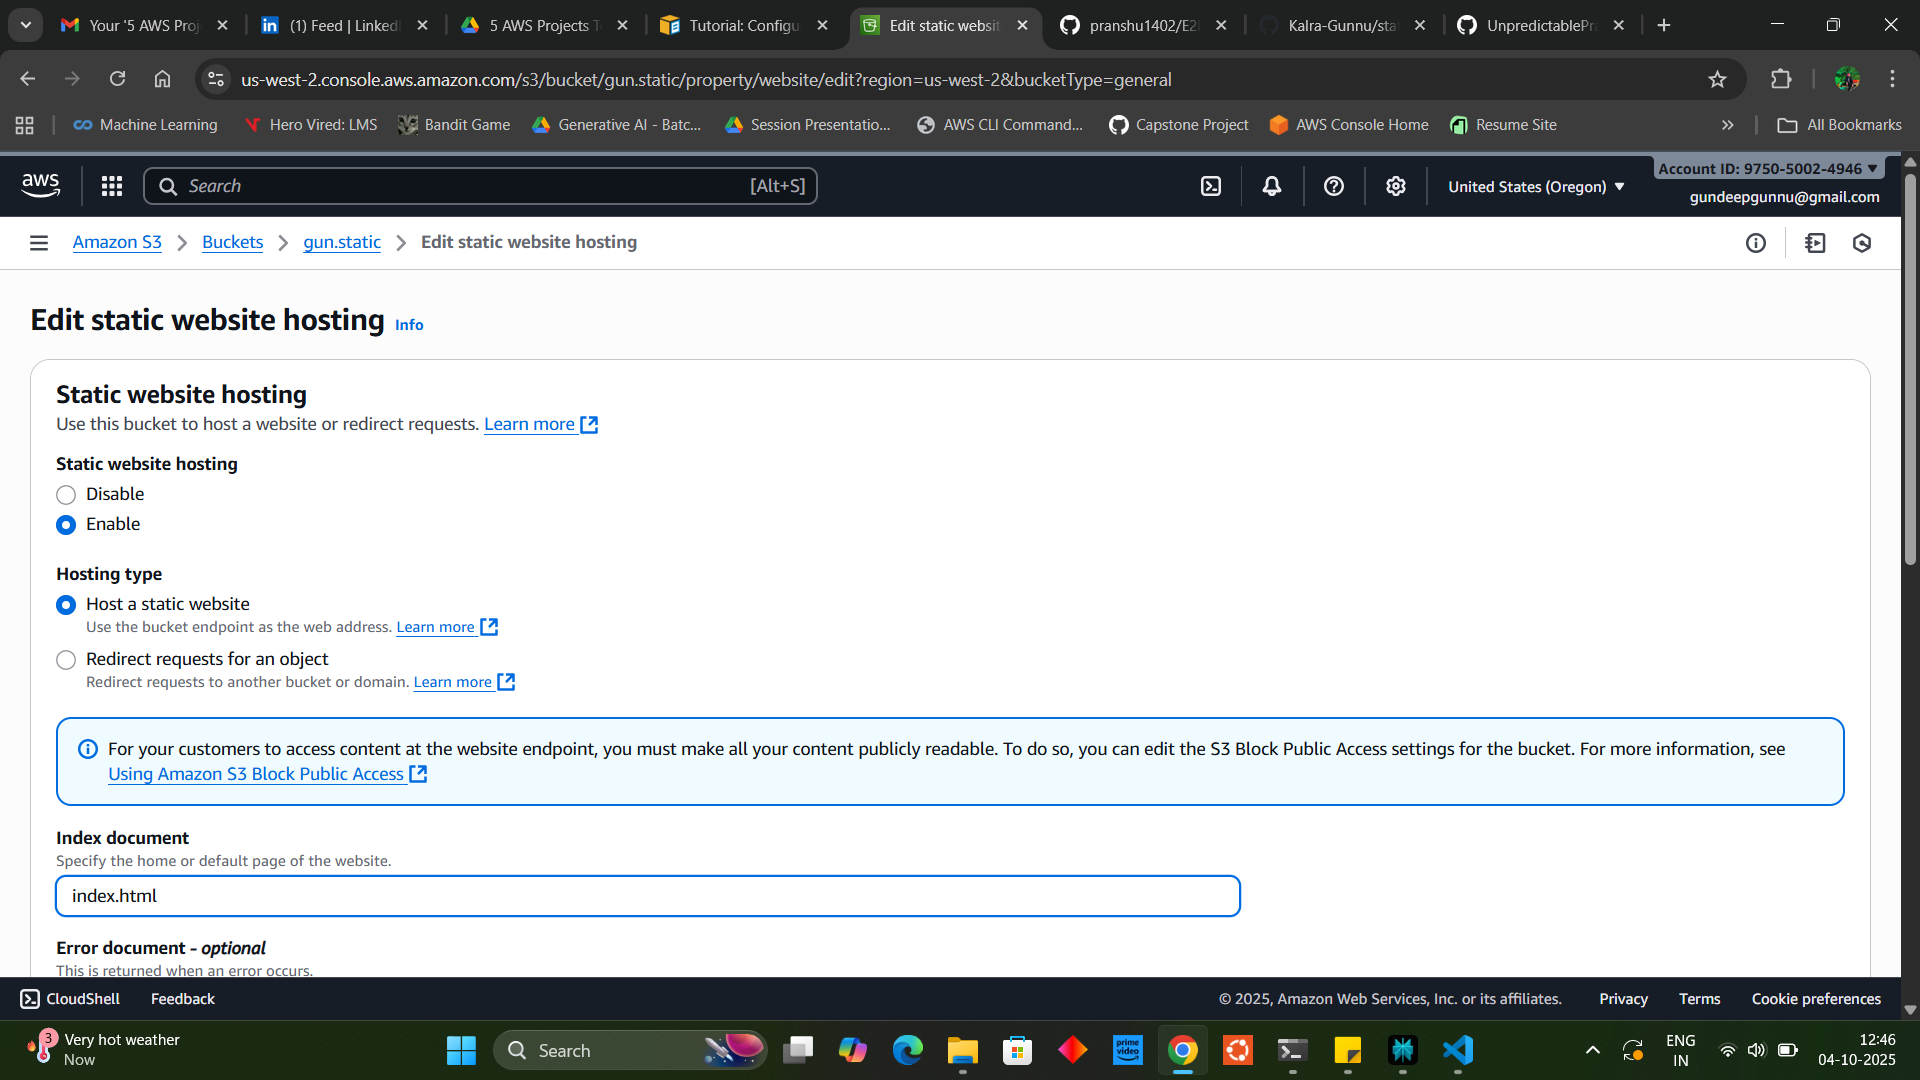 Your '5 AWS Proj
(1) Feed | Linked
5 AWS Projects T
Tutorial: Configu
Edit static websit
pranshu1402/E2
Kalra-Gunnu/sta
UnpredictablePr
us-west-2.console.aws.amazon.com/s3/bucket/gun.static/property/website/edit?region=us-west-2&bucketType=general
Machine Learning
Hero Vired: LMS
Bandit Game
Generative AI - Batc...
Session Presentatio...
AWS CLI Command...
Capstone Project
AWS Console Home
Resume Site
»
All Bookmarks
aws
Search
[Alt+S]
United States (Oregon)
Account ID: 9750-5002-4946
gundeepgunnu@gmail.com
Amazon S3
Buckets
gun.static
Edit static website hosting
Edit static website hosting Info
Static website hosting
Use this bucket to host a website or redirect requests. Learn more
Static website hosting
Disable
Enable
Hosting type
Host a static website
Use the bucket endpoint as the web address. Learn more
Redirect requests for an object
Redirect requests to another bucket or domain. Learn more
For your customers to access content at the website endpoint, you must make all your content publicly readable. To do so, you can edit the S3 Block Public Access settings for the bucket. For more information, see
Using Amazon S3 Block Public Access
Index document
Specify the home or default page of the website.
index.html
Error document - optional
This is returned when an error occurs.
CloudShell
Feedback
© 2025, Amazon Web Services, Inc. or its affiliates.
Privacy
Terms
Cookie preferences
3
Very hot weather
Now
Search
prime video
ENG
IN
12:46
04-10-2025